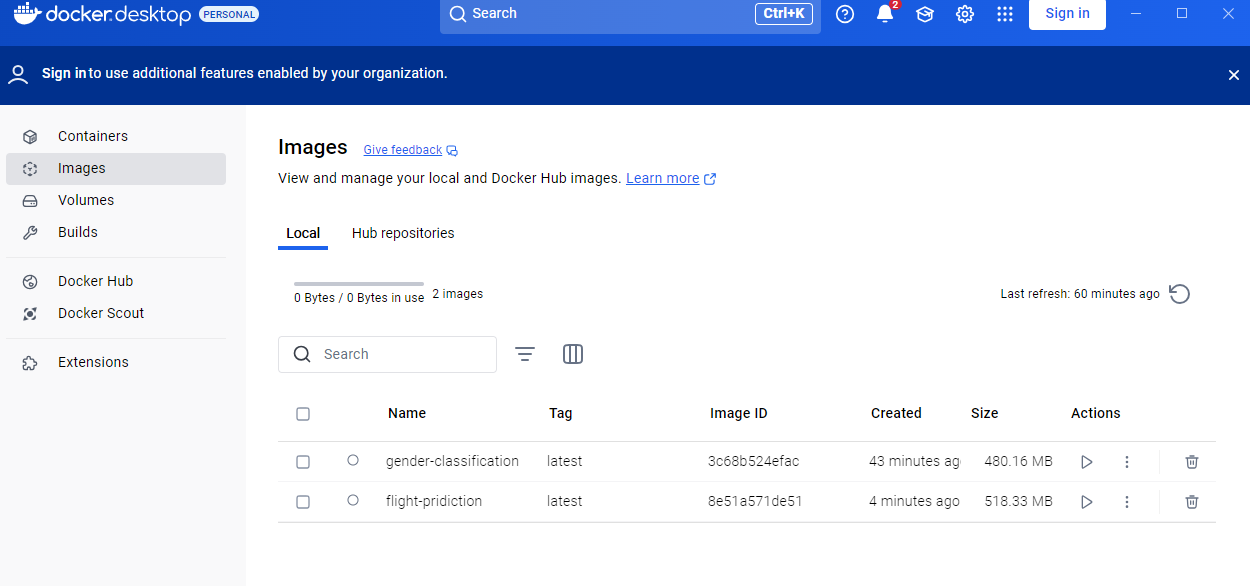 docker.desktop PERSONAL Search Ctrl+K 2 Sign in
Sign in to use additional features enabled by your organization.
Containers
Images
Volumes
Builds
Docker Hub
Docker Scout
Extensions
Images Give feedback
View and manage your local and Docker Hub images. Learn more
Local Hub repositories
0 Bytes / 0 Bytes in use 2 images Last refresh: 60 minutes ago
Search
Name Tag Image ID Created Size Actions
gender-classification latest 3c68b524efac 43 minutes ag 480.16 MB
flight-pridiction latest 8e51a571de51 4 minutes ago 518.33 MB